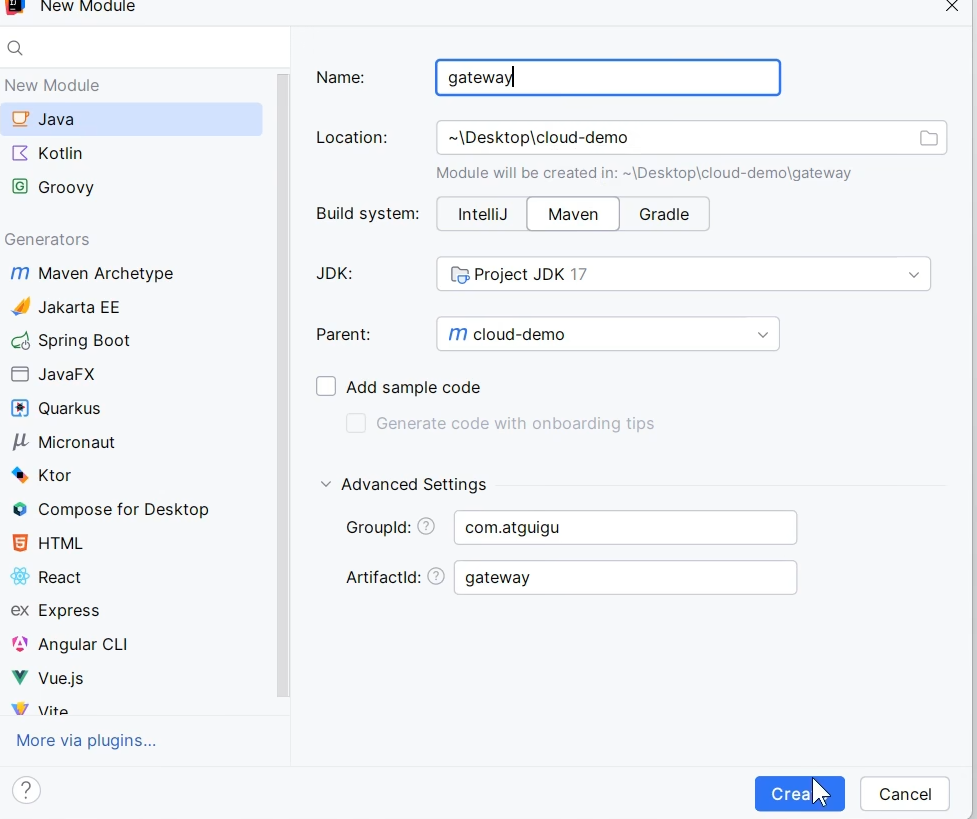 New Module
New Module
Java
Kotlin
Groovy
Generators
Maven Archetype
Jakarta EE
Spring Boot
JavaFX
Quarkus
Micronaut
Ktor
Compose for Desktop
HTML
React
Express
Angular CLI
Vue.js
Vite
More via plugins...
Name: gateway
Location: ~\Desktop\cloud-demo
Module will be created in: ~\Desktop\cloud-demo\gateway
Build system: IntelliJ Maven Gradle
JDK: Project JDK 17
Parent: cloud-demo
Add sample code
Generate code with onboarding tips
Advanced Settings
GroupId: ? com.atguigu
ArtifactId: ? gateway
? Crea Cancel